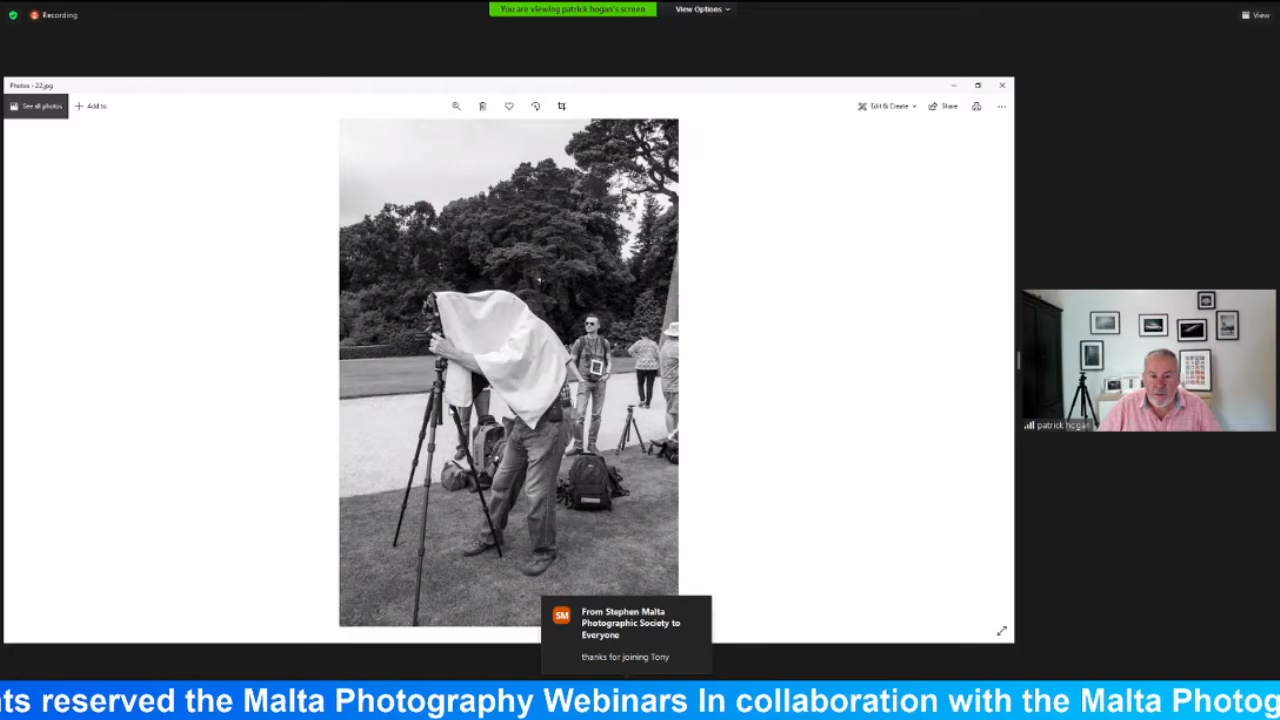 Recording
You are viewing patrick hogan's screen
View Options
View
Photos - 22.jpg
See all photos
Add to
Edit & Create
Share
patrick hogan
SM
From Stephen Malta
Photographic Society to
Everyone
thanks for joining Tony
nts reserved the Malta Photography Webinars In collaboration with the Malta Photog